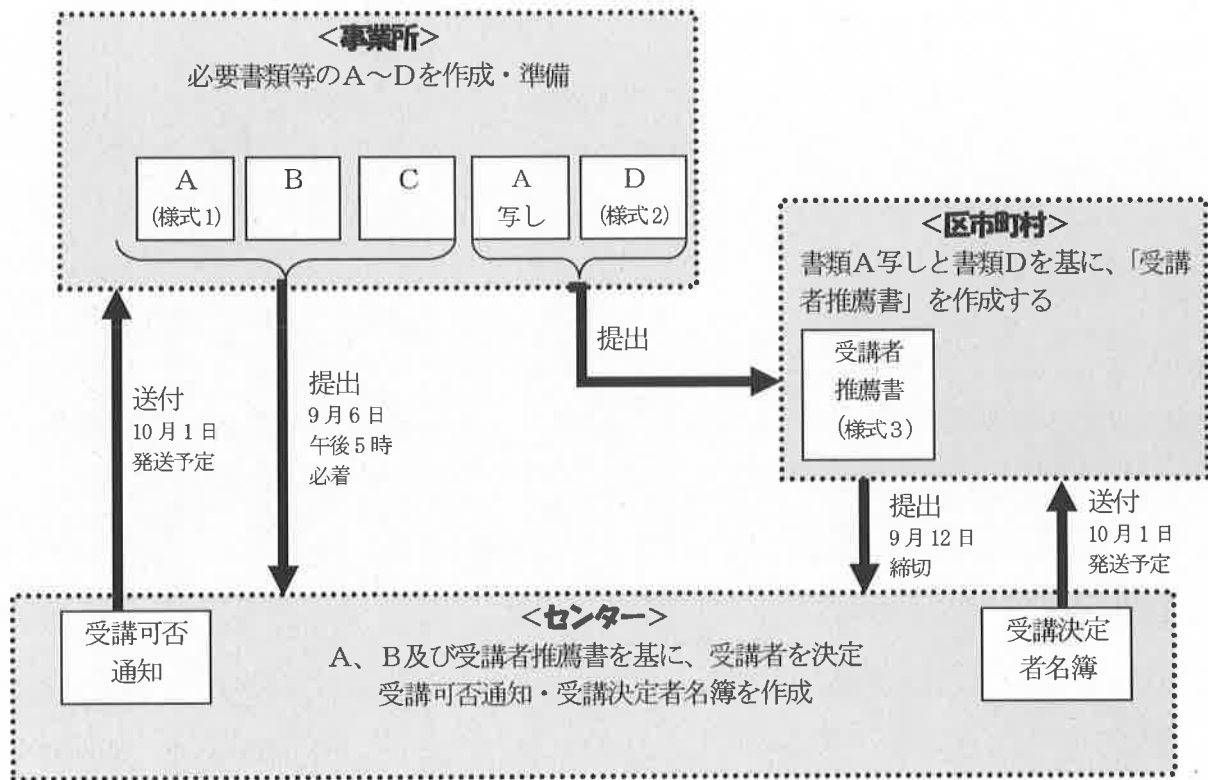 <事業所>
必要書類等のA~Dを作成・準備
A
(様式1)
B
C
A
写し
D
(様式2)
<区市町村>
書類A写しと書類Dを基に、「受講
者推薦書」を作成する
受講者
推薦書
(様式3)
提出
送付
10月1日
発送予定
提出
9月6日
午後5時
必着
提出
9月12日
締切
送付
10月1日
発送予定
<センター>
A、B及び受講者推薦書を基に、受講者を決定
受講可否通知・受講決定者名簿を作成
受講可否
通知
受講決定
者名簿